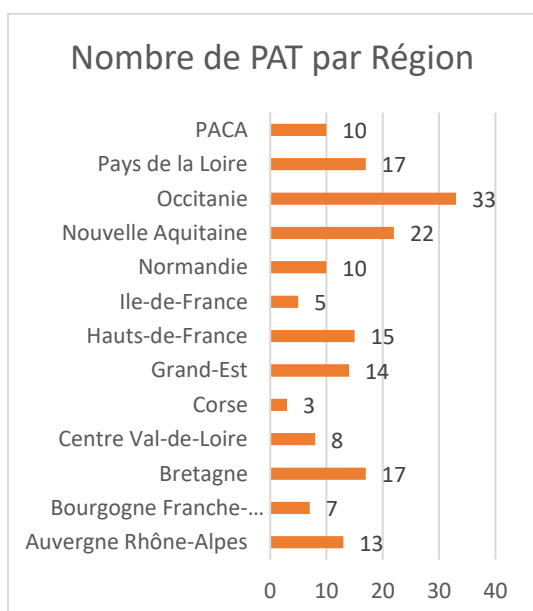 Nombre de PAT par Région
PACA 10
Pays de la Loire 17
Occitanie 33
Nouvelle Aquitaine 22
Normandie 10
Ile-de-France 5
Hauts-de-France 15
Grand-Est 14
Corse 3
Centre Val-de-Loire 8
Bretagne 17
Bourgogne Franche-... 7
Auvergne Rhône-Alpes 13
0 10 20 30 40